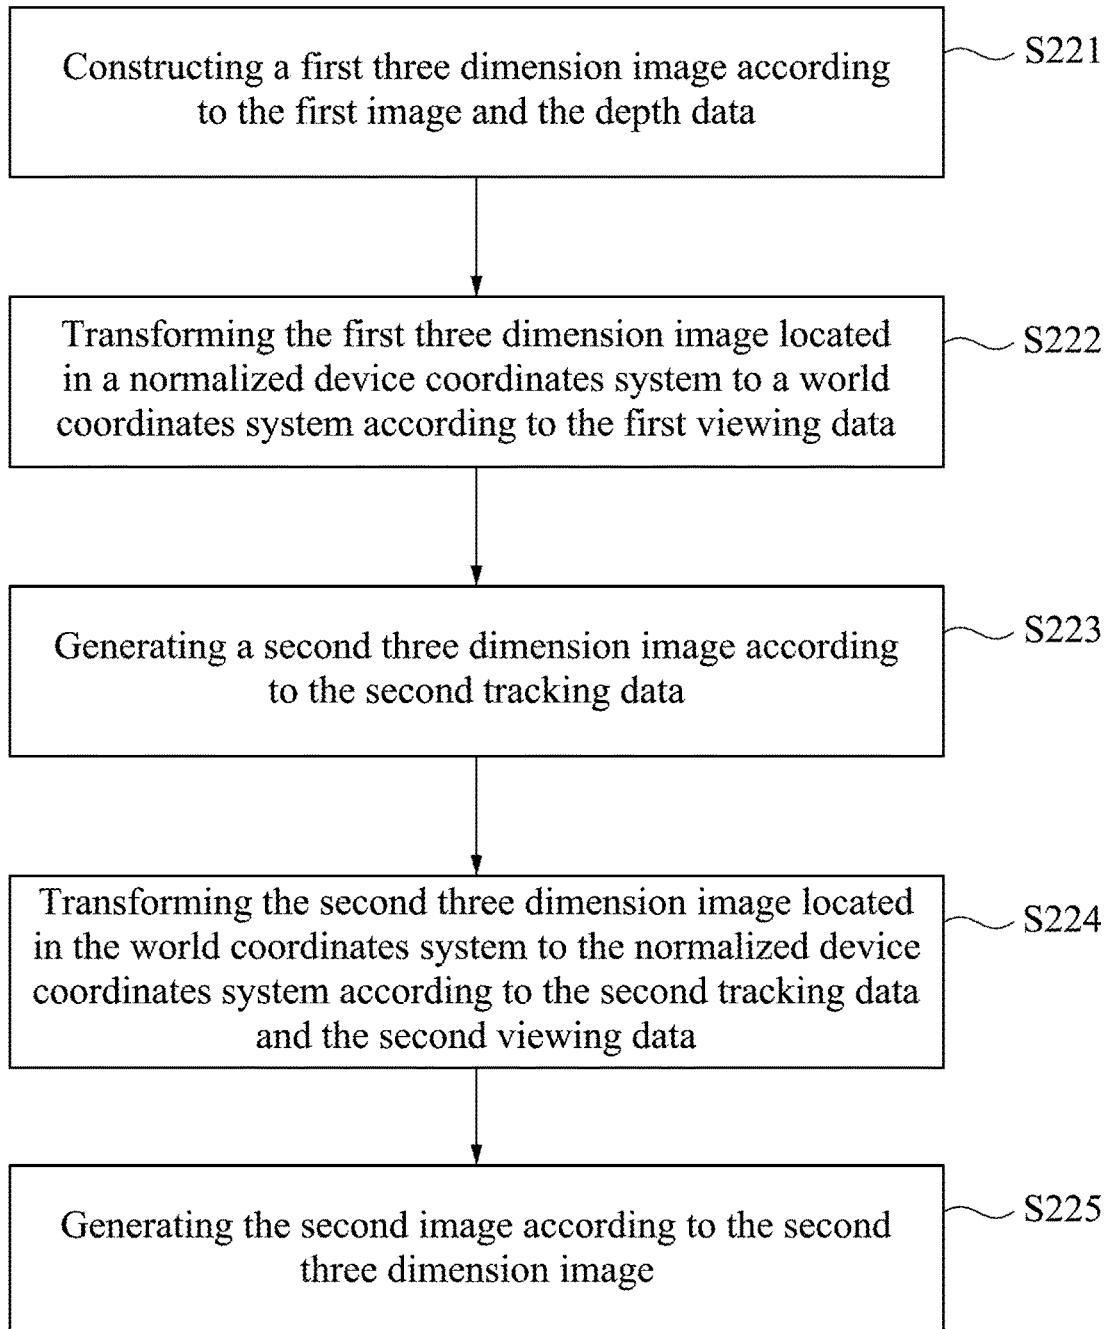 Constructing a first three dimension image according
to the first image and the depth data
S221
Transforming the first three dimension image located
in a normalized device coordinates system to a world
coordinates system according to the first viewing data
S222
Generating a second three dimension image according
to the second tracking data
S223
Transforming the second three dimension image located
in the world coordinates system to the normalized device
coordinates system according to the second tracking data
and the second viewing data
S224
Generating the second image according to the second
three dimension image
S225